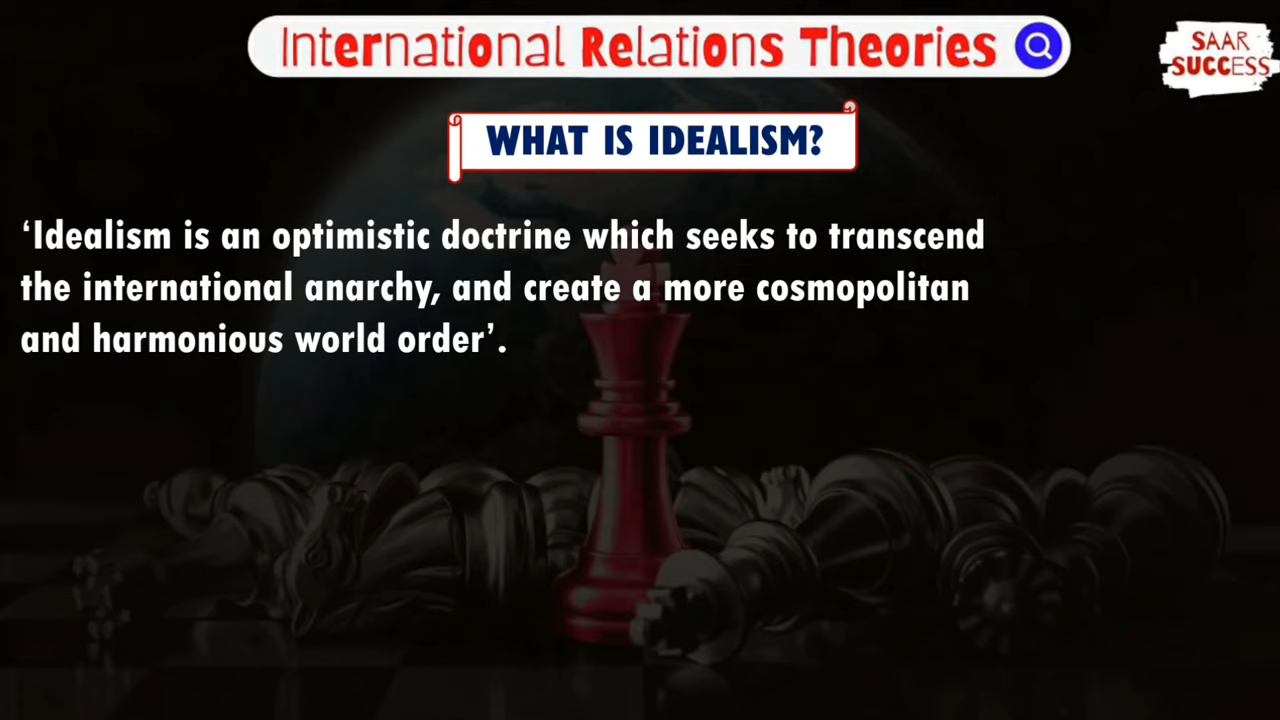 International Relations Theories
SAAR
SUCCESS
WHAT IS IDEALISM?
‘Idealism is an optimistic doctrine which seeks to transcend
the international anarchy, and create a more cosmopolitan
and harmonious world order’.